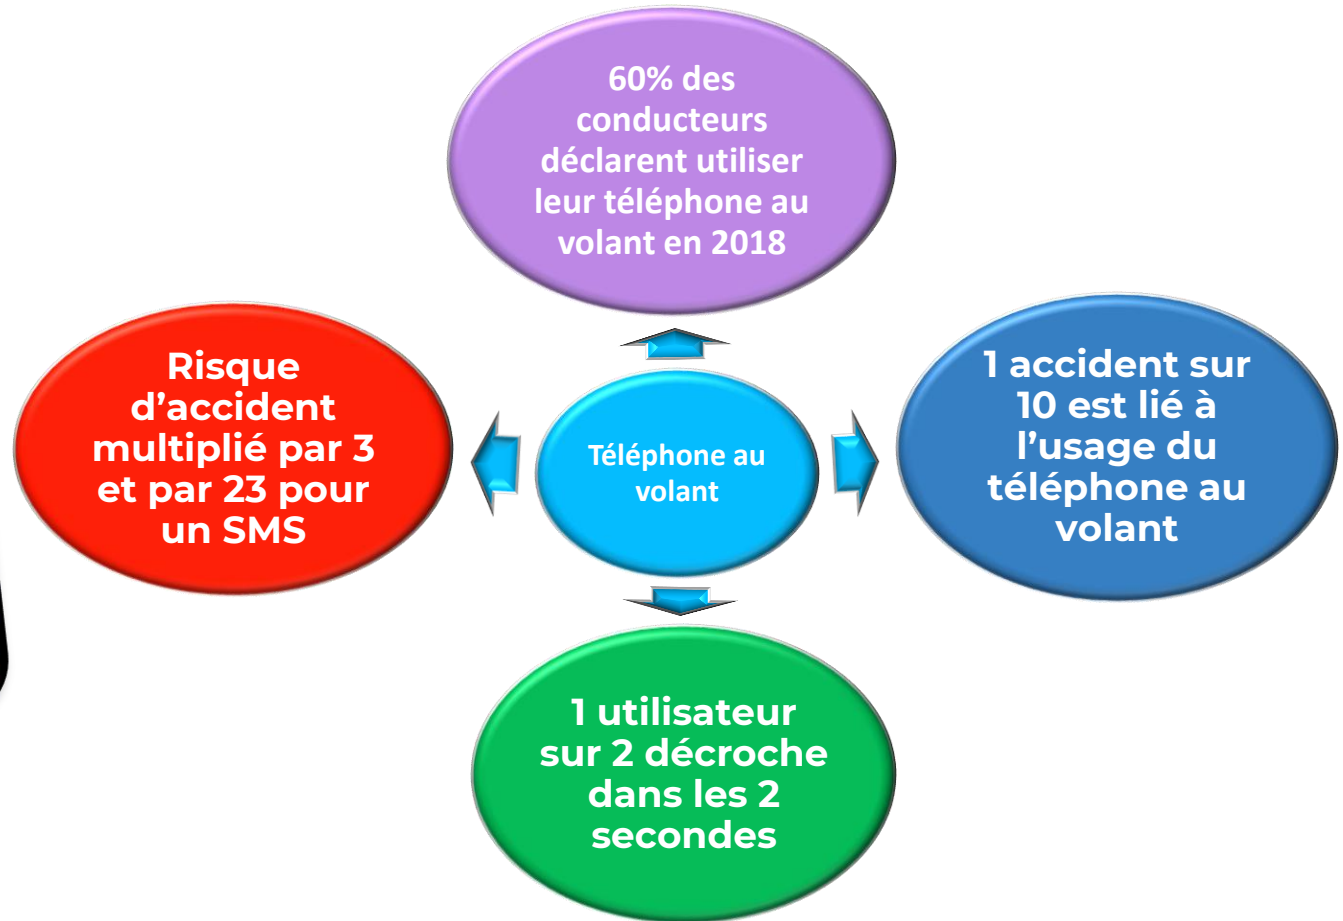 60% des
conducteurs
déclarent utiliser
leur téléphone au
volant en 2018
Risque
d’accident
multiplié par 3
et par 23 pour
un SMS
Téléphone au
volant
1 accident sur
10 est lié à
l’usage du
téléphone au
volant
1 utilisateur
sur 2 décroche
dans les 2
secondes